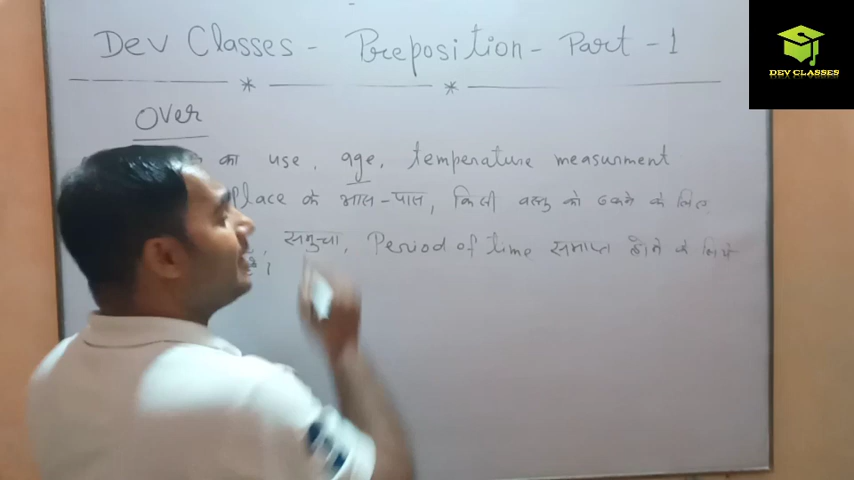 Dev Classes - Preposition - Part - 1
DEV CLASSES
Over
का use, age, temperature measurment
place के आस-पास, किसी वस्तु को ढकने के लिए
समुचा, Period of time समाप्त होने के लिये
है।